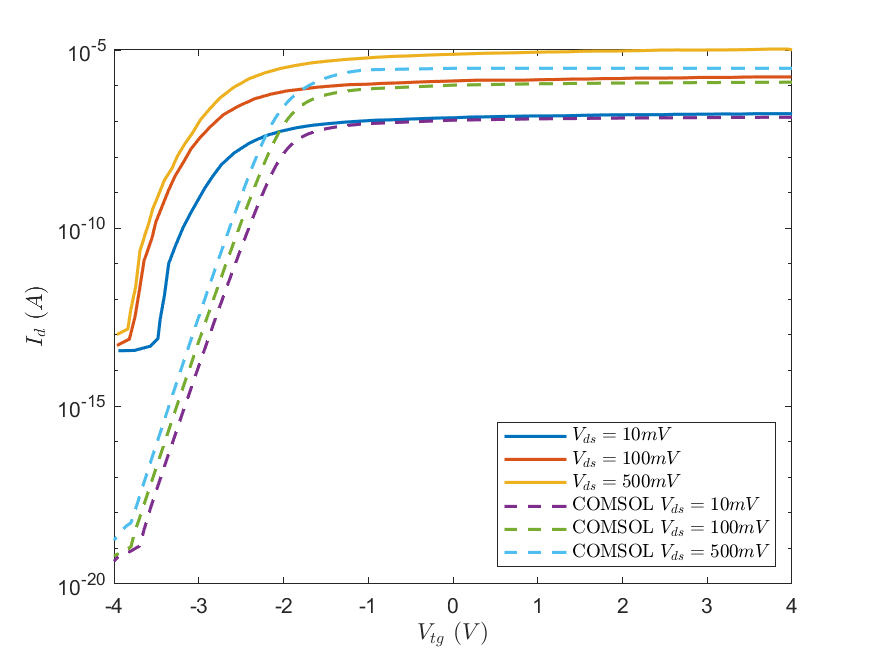 10^-5
10^-10
10^-15
10^-20
I_d (A)
-4 -3 -2 -1 0 1 2 3 4
V_tg (V)
V_ds = 10mV
V_ds = 100mV
V_ds = 500mV
COMSOL V_ds = 10mV
COMSOL V_ds = 100mV
COMSOL V_ds = 500mV